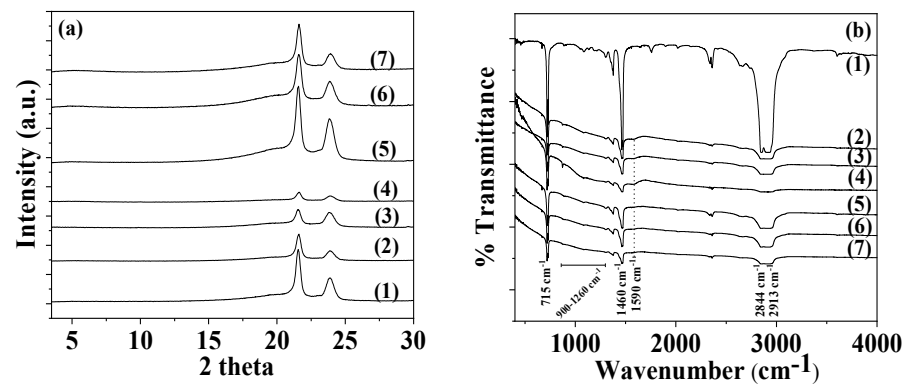 (a)
(7)
(6)
(5)
(4)
(3)
(2)
(1)
Intensity (a.u.)
5 10 15 20 25 30
2 theta
(b)
(1)
(2)
(3)
(4)
(5)
(6)
(7)
% Transmittance
715 cm-1
900-1260 cm-1
1460 cm-1
1590 cm-1
2844 cm-1
2913 cm-1
1000 2000 3000 4000
Wavenumber (cm-1)